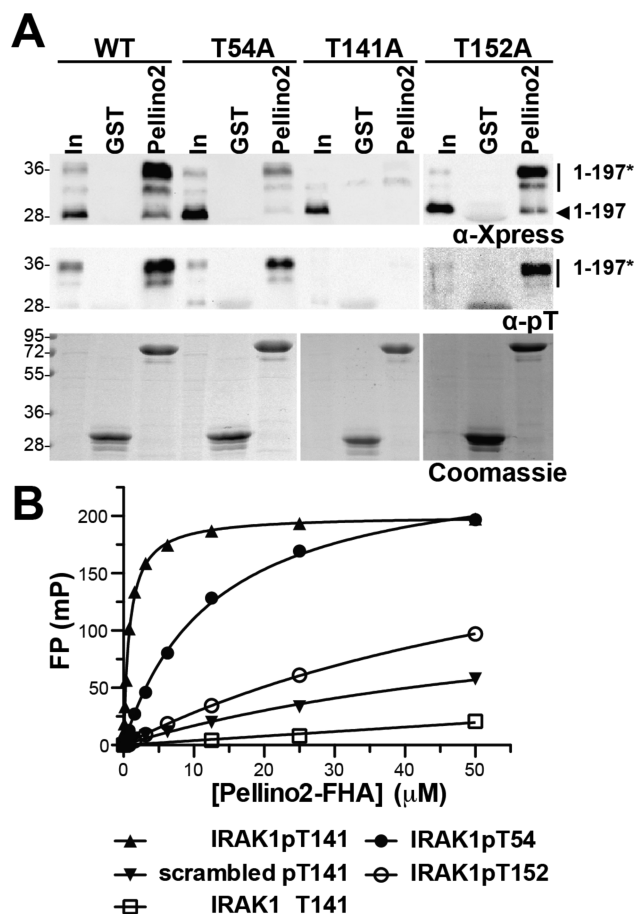 A
WT T54A T141A T152A
In GST Pellino2 In GST Pellino2 In GST Pellino2 In GST Pellino2
36- 1-197*
28- 1-197
α-Xpress
36- 1-197*
28-
α-pT
95-
72-
55-
36-
28-
Coomassie
B
200
150
100
50
0
FP (mP)
0 10 20 30 40 50
[Pellino2-FHA] (μM)
IRAK1pT141 IRAK1pT54
scrambled pT141 IRAK1pT152
IRAK1 T141